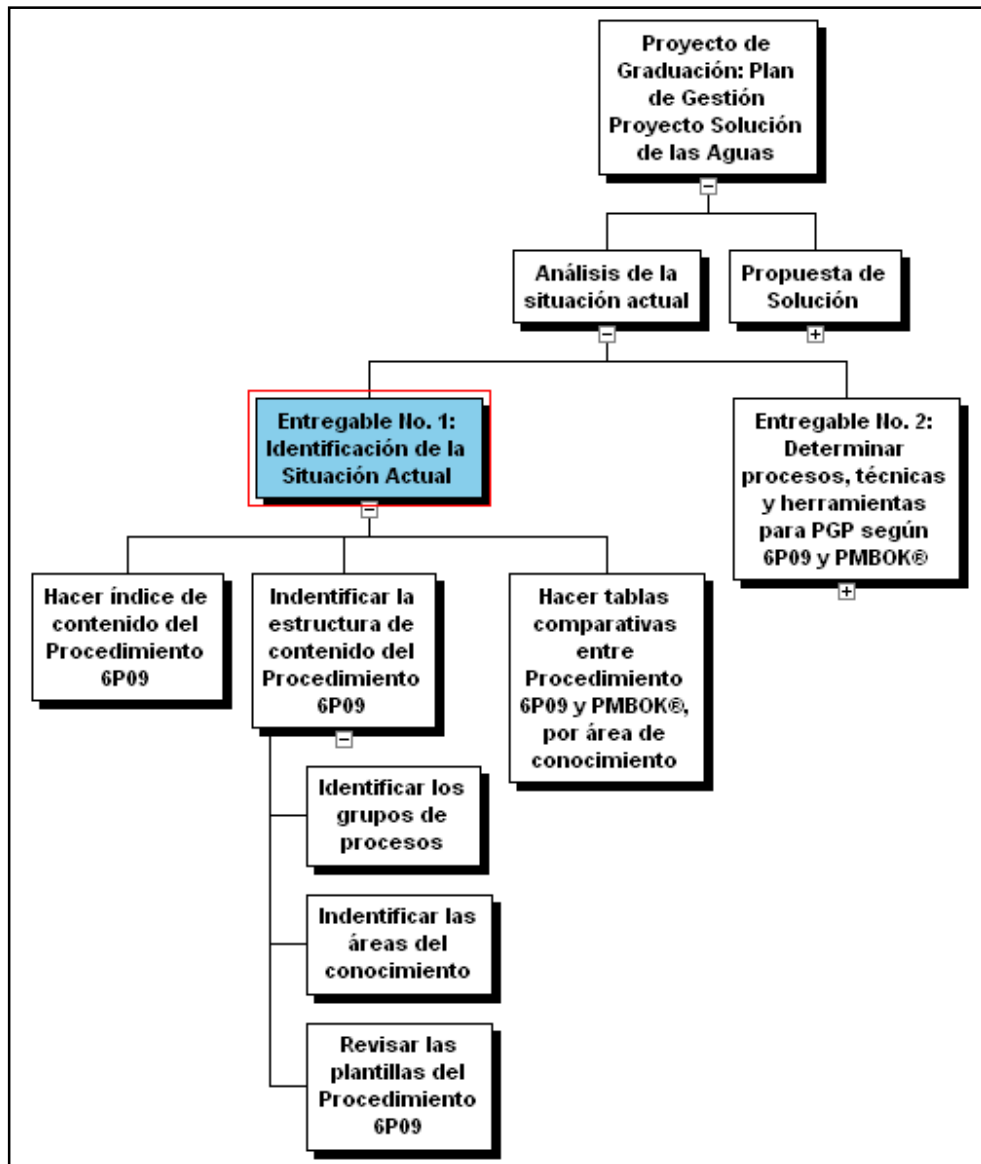 Proyecto de
Graduación: Plan
de Gestión
Proyecto Solución
de las Aguas
Análisis de la
situación actual
Propuesta de
Solución
Entregable No. 1:
Identificación de la
Situación Actual
Entregable No. 2:
Determinar
procesos, técnicas
y herramientas
para PGP según
6P09 y PMBOK®
Hacer índice de
contenido del
Procedimiento
6P09
Indentificar la
estructura de
contenido del
Procedimiento
6P09
Hacer tablas
comparativas
entre
Procedimiento
6P09 y PMBOK®,
por área de
conocimiento
Identificar los
grupos de
procesos
Indentificar las
áreas del
conocimiento
Revisar las
plantillas del
Procedimiento
6P09